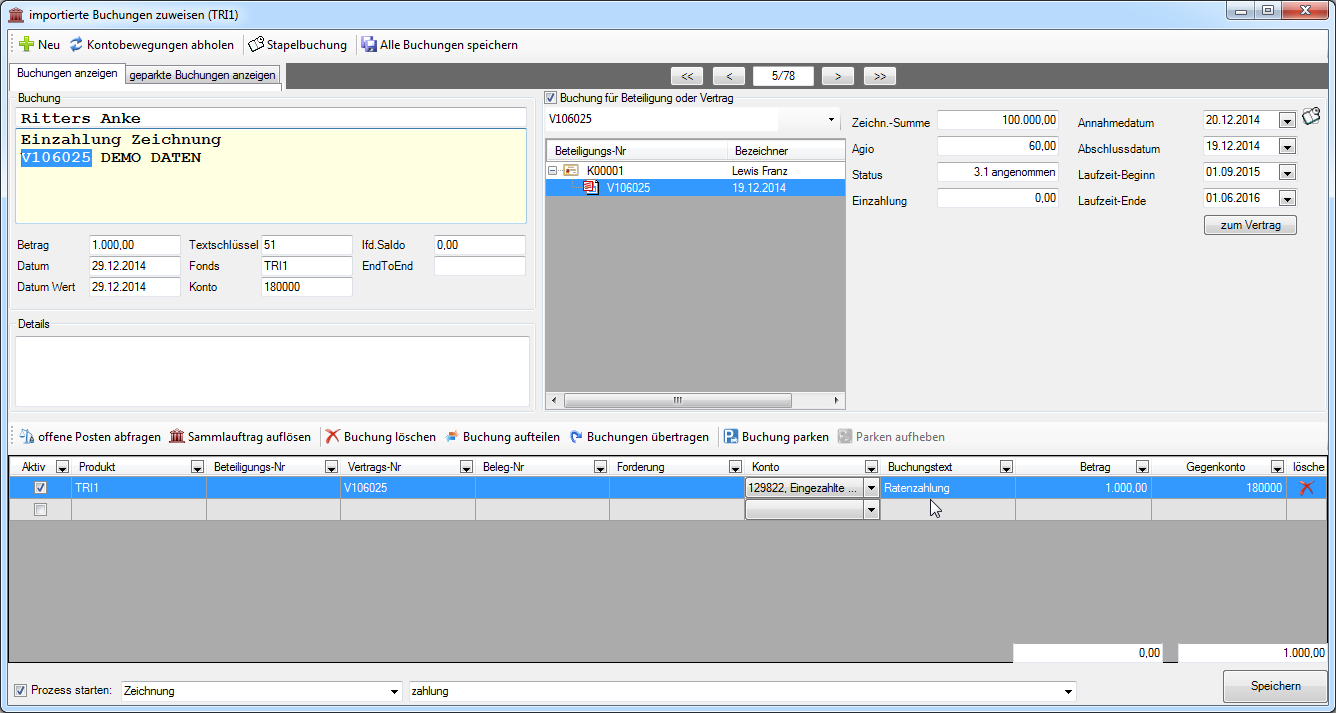 importierte Buchungen zuweisen (TRI1)
Neu Kontobewegungen abholen Stapelbuchung Alle Buchungen speichern
Buchungen anzeigen geparkte Buchungen anzeigen << < 5/78 > >>
Buchung
Ritters Anke
Einzahlung Zeichnung
V106025 DEMO DATEN
Betrag 1.000,00 Textschlüssel 51 lfd.Saldo 0,00
Datum 29.12.2014 Fonds TRI1 EndToEnd
Datum Wert 29.12.2014 Konto 180000
Details
Buchung für Beteiligung oder Vertrag
V106025
Beteiligungs-Nr Bezeichner
K00001 Lewis Franz
V106025 19.12.2014
Zeichn.-Summe 100.000,00 Annahmedatum 20.12.2014
Agio 60,00 Abschlussdatum 19.12.2014
Status 3.1 angenommen Laufzeit-Beginn 01.09.2015
Einzahlung 0,00 Laufzeit-Ende 01.06.2016
zum Vertrag
offene Posten abfragen Sammlauftrag auflösen Buchung löschen Buchung aufteilen Buchungen übertragen Buchung parken Parken aufheben
Aktiv Produkt Beteiligungs-Nr Vertrags-Nr Beleg-Nr Forderung Konto Buchungstext Betrag Gegenkonto lösche
TRI1 V106025 129822, Eingezahlte ... Ratenzahlung 1.000,00 180000
0,00 1.000,00
Prozess starten: Zeichnung zahlung Speichern